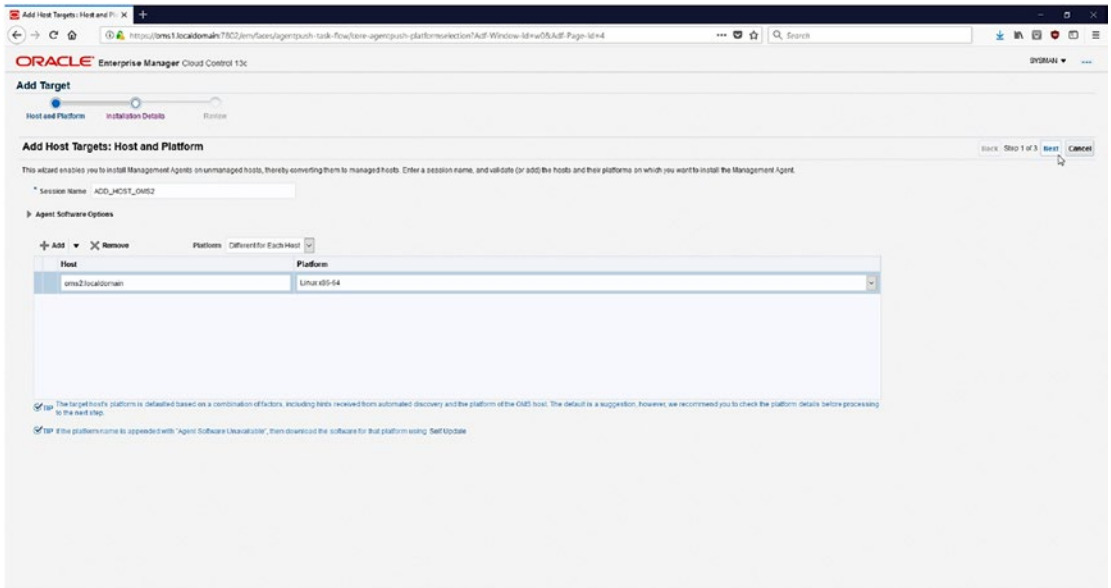 Add Host Targets: Host and Pl
https://oms1.localdomain:7802/em/faces/agentpush-task-flow/core-agentpush-platformselection?Adf-Window-Id=w0&Adf-Page-Id=4
Search
ORACLE Enterprise Manager Cloud Control 13c
SYSMAN
Add Target
Host and Platform
Installation Details
Review
Add Host Targets: Host and Platform
Back Step 1 of 3 Next Cancel
This wizard enables you to install Management Agents on unmanaged hosts, thereby converting them to managed hosts. Enter a session name, and validate (or add) the hosts and their platforms on which you want to install the Management Agent.
* Session Name ADD_HOST_OMS2
Agent Software Options
Add Remove Platform Different for Each Host
Host Platform
oms2.localdomain Linux x86-64
TIP The target host's platform is defaulted based on a combination of factors, including hints received from automated discovery and the platform of the OMS host. The default is a suggestion, however, we recommend you to check the platform details before processing
to the next step.
TIP If the platform name is appended with 'Agent Software Unavailable', then download the software for that platform using Self Update